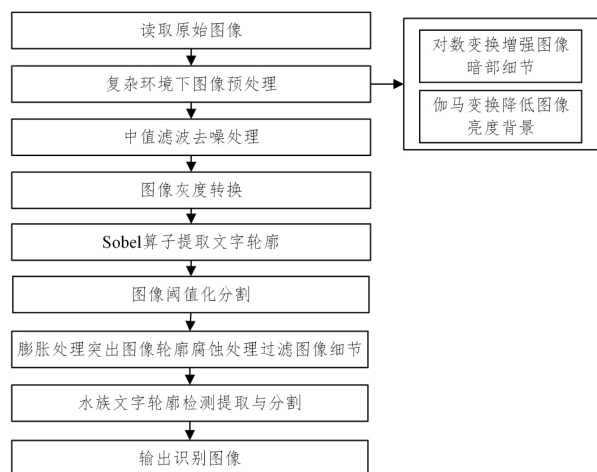 读取原始图像
复杂环境下图像预处理
对数变换增强图像
暗部细节
伽马变换降低图像
亮度背景
中值滤波去噪处理
图像灰度转换
Sobel算子提取文字轮廓
图像阈值化分割
膨胀处理突出图像轮廓腐蚀处理过滤图像细节
水族文字轮廓检测提取与分割
输出识别图像